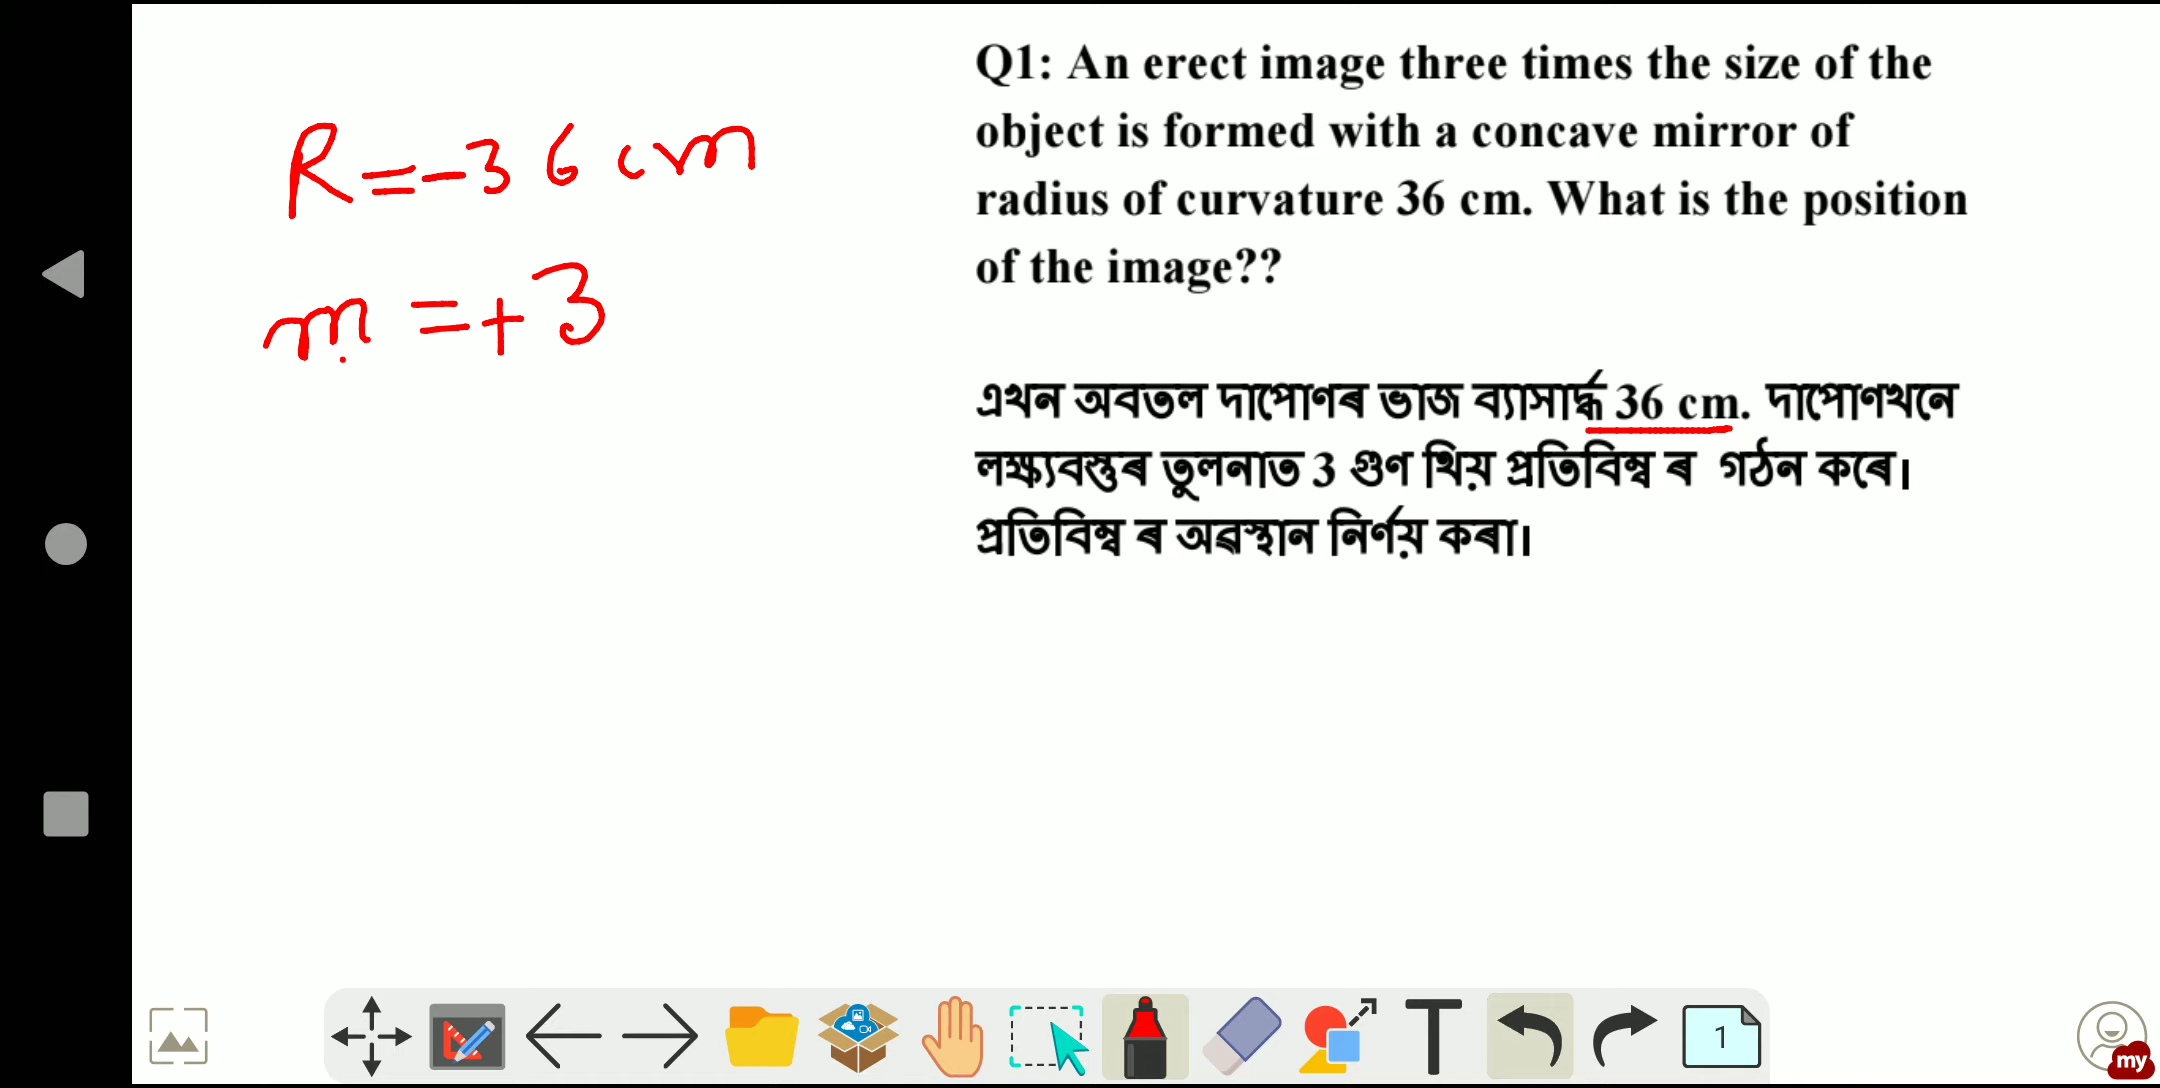 R = -36 cm
m = +3
Q1: An erect image three times the size of the
object is formed with a concave mirror of
radius of curvature 36 cm. What is the position
of the image??
এখন অবতল দাপোণৰ ভাজ ব্যাসাৰ্দ্ধ 36 cm. দাপোণখনে
লক্ষ্যবস্তুৰ তুলনাত 3 গুণ থিয় প্ৰতিবিম্ব ৰ গঠন কৰে।
প্ৰতিবিম্ব ৰ অৱস্থান নিৰ্ণয় কৰা।
T
1
my